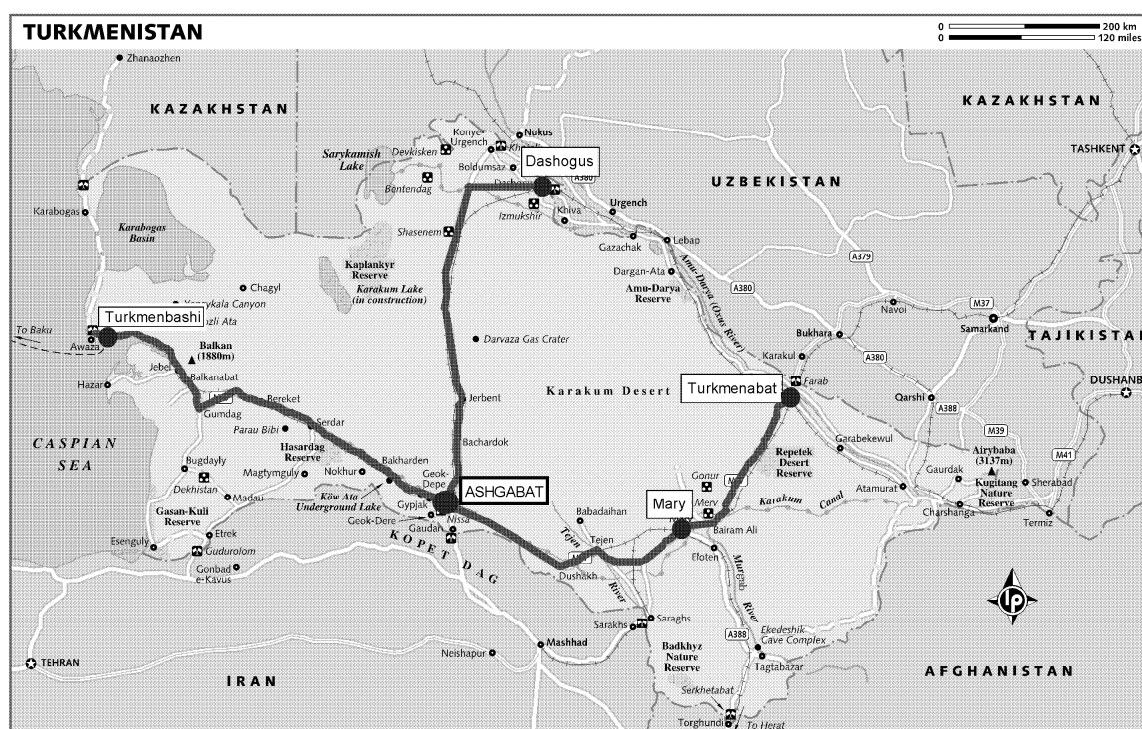 TURKMENISTAN
0 200 km
0 120 miles
Zhanaozhen
KAZAKHSTAN
KAZAKHSTAN
TASHKENT
Nukus
Konye-
Urgench
Devkisken
Sarykamish
Lake
Boldumsaz
Dashogus
A380
Bentendag
UZBEKISTAN
Izmukshir
Khiva
Urgench
Karabogas
Karabogas
Basin
Shasenem
Gazachak
Lebap
A379
Kaplankyr
Reserve
Karakum Lake
(in construction)
Dargan-Ata
Amu-Darya
Reserve
Amu-Darya (Oxus River)
A380
Chagyl
Navoi
M37
Samarkand
Turkmenbashi
To Baku
Awaza
Balkan
(1880m)
Darvaza Gas Crater
Bukhara
TAJIKISTAN
Karakul
A380
Jebel
Balkanabat
Hazar
Karakum Desert
Turkmenabat
Farab
DUSHANB
Qarshi
A388
Gumdag
Bereket
Jerbent
Parau Bibi
Serdar
M39
CASPIAN
SEA
Hasardag
Reserve
Bachardok
Garabekewul
Airybaba
(3137m)
M41
Bugdayly
Magtymguly
Nokhur
Bakharden
Geok-
Depe
Repetek
Desert
Reserve
Gaurdak
Kugitang
Nature
Reserve
Sherabad
Dekhistan
Madau
Köw Ata
Underground Lake
ASHGABAT
Gonur
Merv
Karakum Canal
Atamurat
Gypjak
Geok-Dere
Nissa
Gaudan
Babadaihan
Mary
Charshanga
Termiz
Gasan-Kuli
Reserve
Bairam Ali
Esenguly
Etrek
Gudurolom
KOPET DAG
Tejen
Tejen
River
Eloten
Gonbad
e-Kavus
Dushakh
Murgab
River
Sarakhs
Saraghs
TEHRAN
Neishapur
Mashhad
A388
Ekedeshik
Cave Complex
Badkhyz
Nature
Reserve
Tagtabazar
IRAN
AFGHANISTAN
Serkhetabat
Torghundi
To Herat
lp